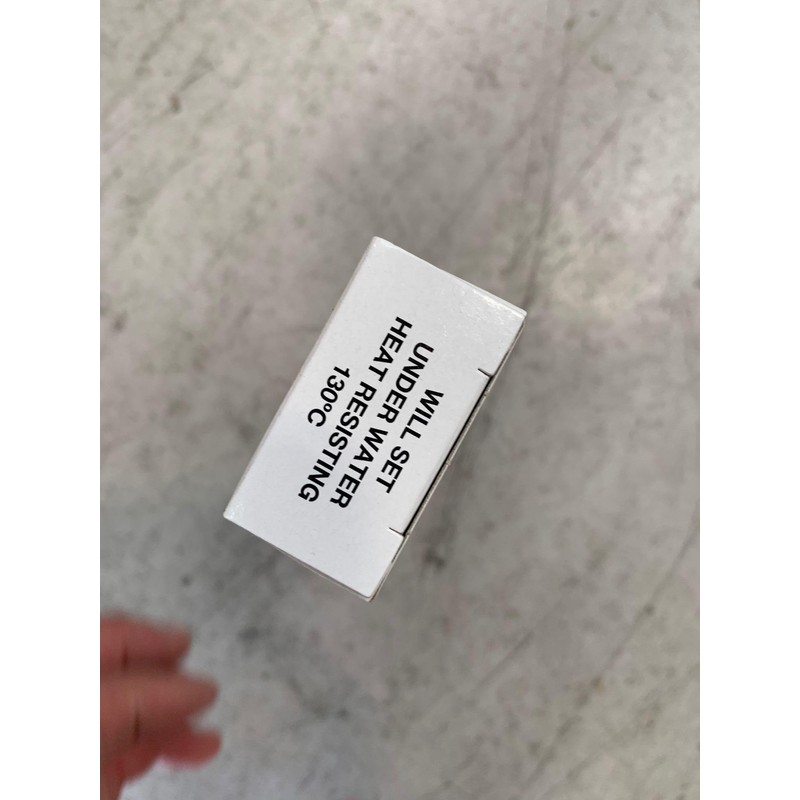 WILL SET
UNDER WATER
HEAT RESISTING
130°C